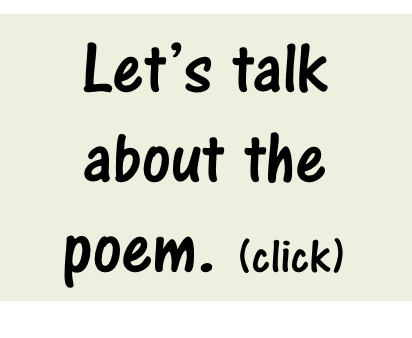 Let's talk
about the
poem. (click)